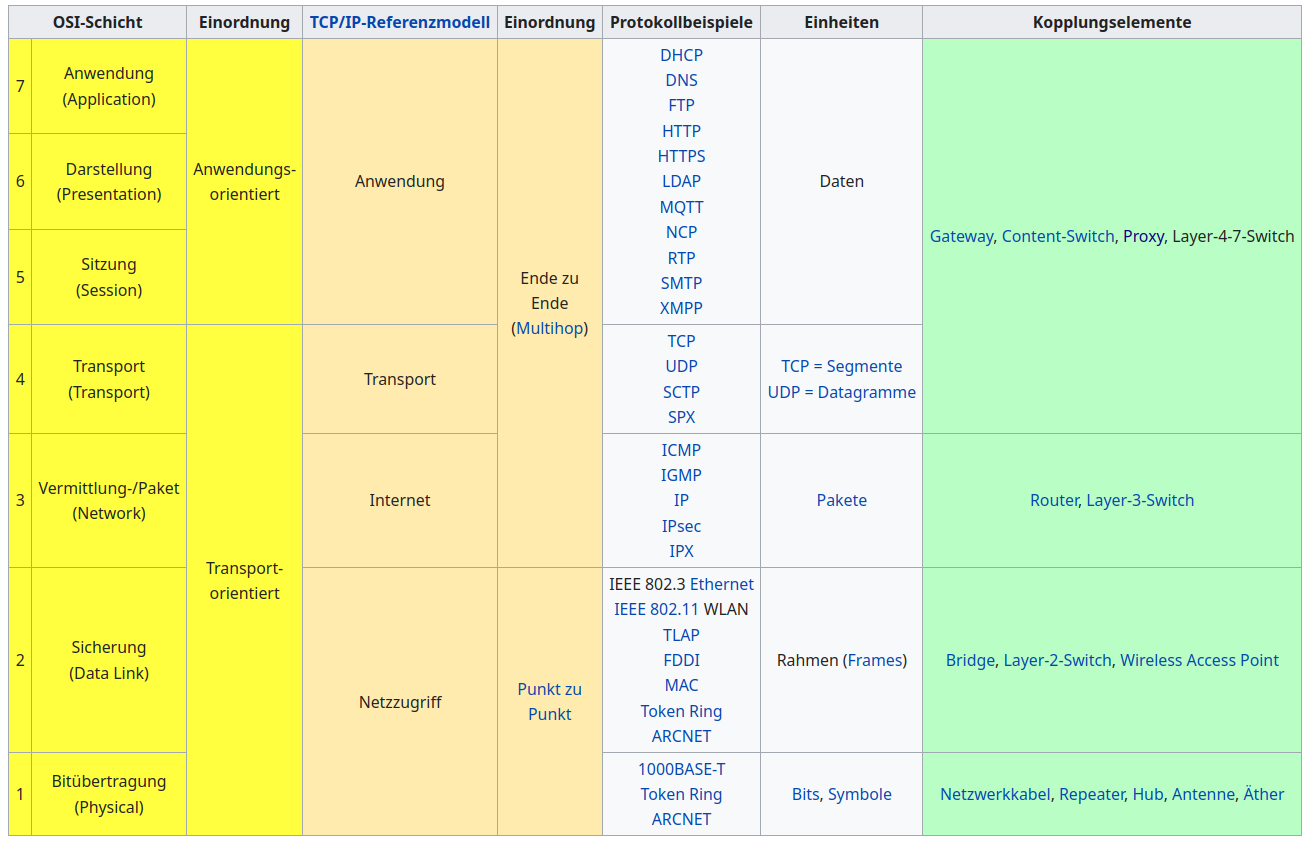 OSI-Schicht Einordnung TCP/IP-Referenzmodell Einordnung Protokollbeispiele Einheiten Kopplungselemente
7
Anwendung
(Application)
Anwendungs-
orientiert
Anwendung
Ende zu
Ende
(Multihop)
DHCP
DNS
FTP
HTTP
HTTPS
LDAP
MQTT
NCP
RTP
SMTP
XMPP
Daten
Gateway, Content-Switch, Proxy, Layer-4-7-Switch
6
Darstellung
(Presentation)
5
Sitzung
(Session)
4
Transport
(Transport)
Transport-
orientiert
Transport
TCP
UDP
SCTP
SPX
TCP = Segmente
UDP = Datagramme
3
Vermittlung-/Paket
(Network)
Internet
ICMP
IGMP
IP
IPsec
IPX
Pakete
Router, Layer-3-Switch
2
Sicherung
(Data Link)
Netzzugriff
Punkt zu
Punkt
IEEE 802.3 Ethernet
IEEE 802.11 WLAN
TLAP
FDDI
MAC
Token Ring
ARCNET
Rahmen (Frames)
Bridge, Layer-2-Switch, Wireless Access Point
1
Bitübertragung
(Physical)
1000BASE-T
Token Ring
ARCNET
Bits, Symbole
Netzwerkkabel, Repeater, Hub, Antenne, Äther